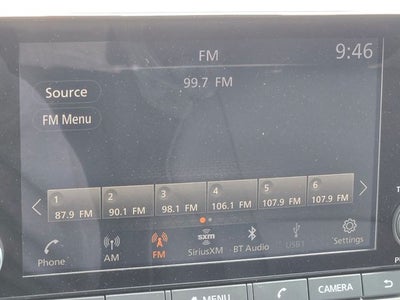 FM
9:46
99.7 FM
Source
FM Menu
1 2 3 4 5 6
87.9 FM 90.1 FM 98.1 FM 106.1 FM 107.9 FM 107.9 FM
Phone AM FM sxm SiriusXM BT Audio USB1 Settings
MENU CAMERA